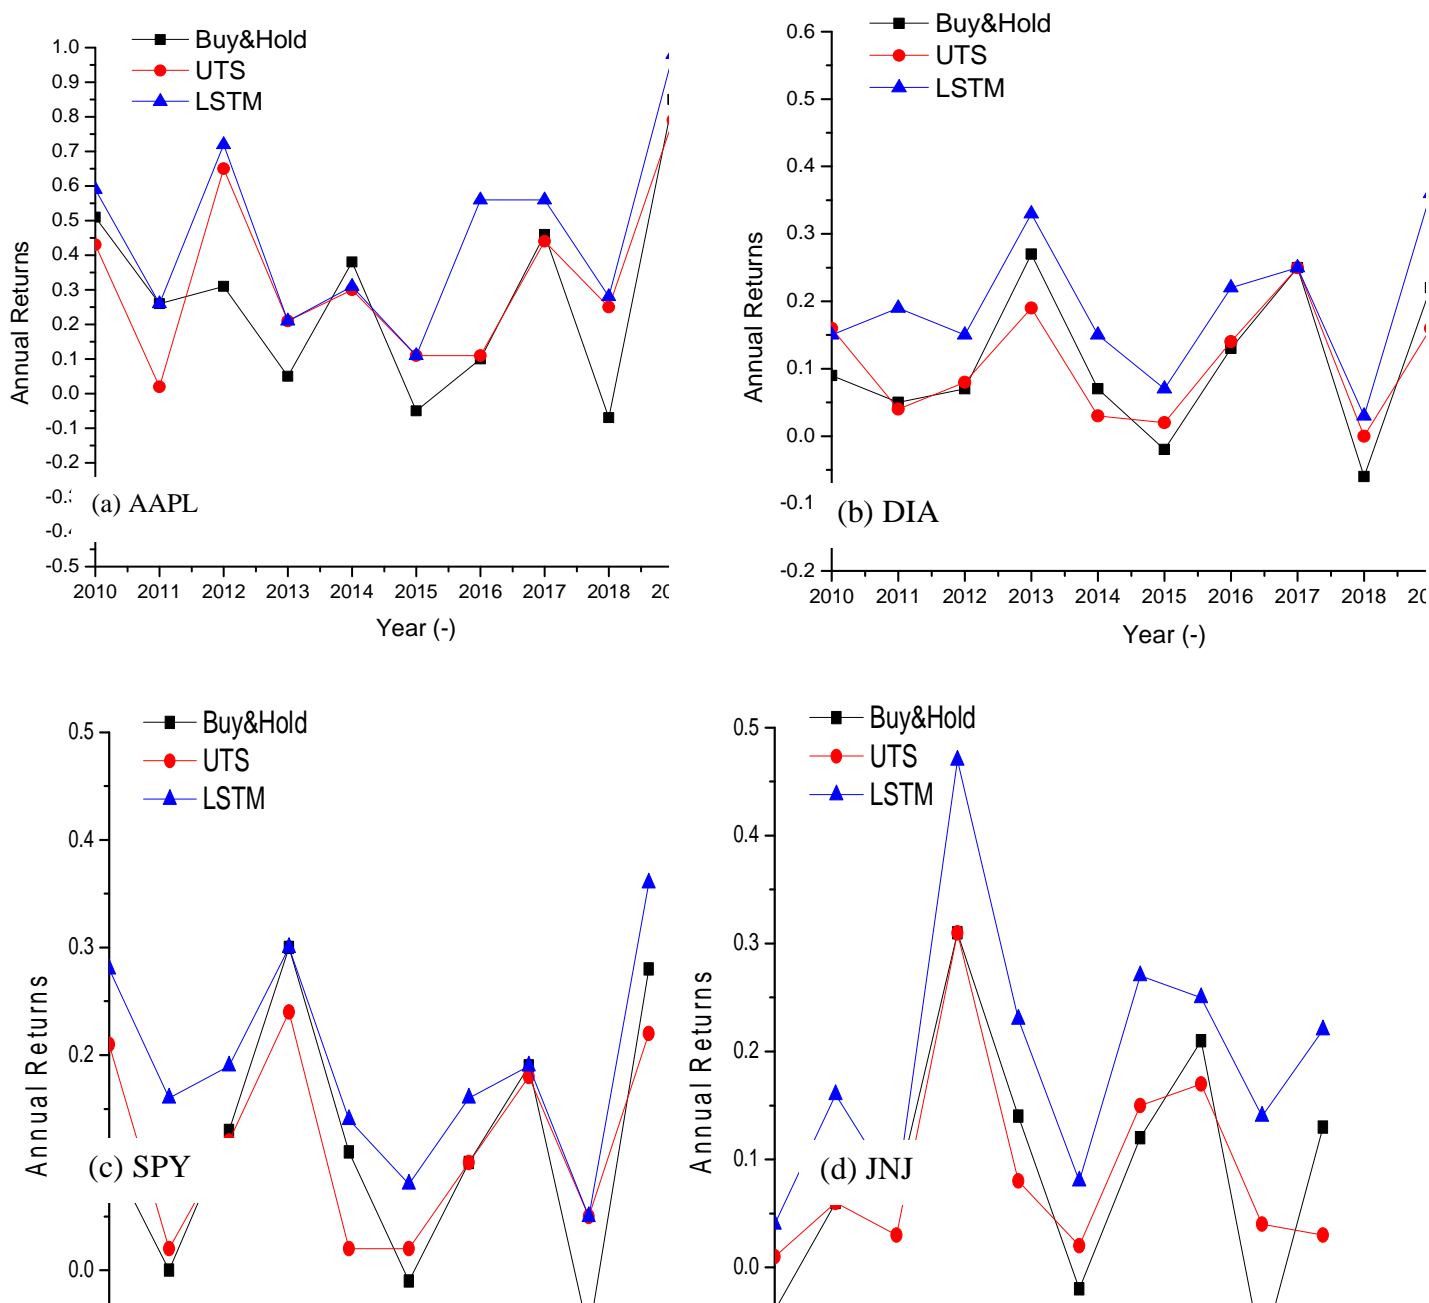 Buy&Hold
UTS
LSTM
1.0
0.9
0.8
0.7
0.6
0.5
0.4
0.3
0.2
0.1
0.0
-0.1
-0.2
-0.5
Annual Returns
(a) AAPL
2010 2011 2012 2013 2014 2015 2016 2017 2018
Year (-)
Buy&Hold
UTS
LSTM
0.6
0.5
0.4
0.3
0.2
0.1
0.0
-0.1
-0.2
Annual Returns
(b) DIA
2010 2011 2012 2013 2014 2015 2016 2017 2018
Year (-)
Buy&Hold
UTS
LSTM
0.5
0.4
0.3
0.2
0.0
Annual Returns
(c) SPY
Buy&Hold
UTS
LSTM
0.5
0.4
0.3
0.2
0.1
0.0
Annual Returns
(d) JNJ